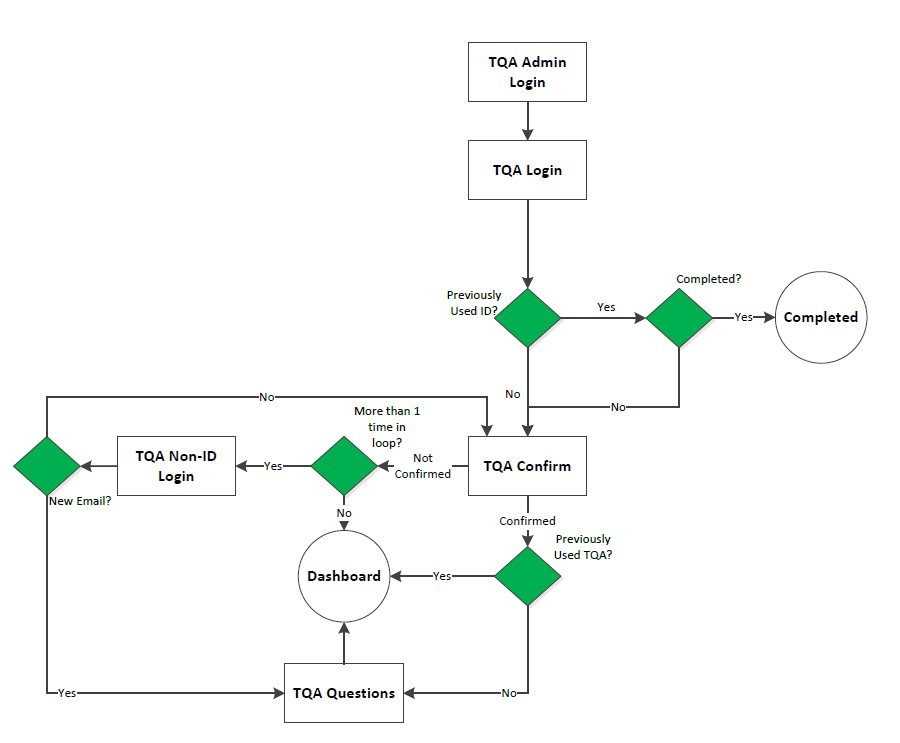 TQA Admin
Login
TQA Login
Completed?
Previously
Used ID?
Yes
Yes
Completed
No
No
No
More than 1
time in
loop?
TQA Non-ID
Login
Yes
Not
Confirmed
TQA Confirm
New Email?
No
Confirmed
Previously
Used TQA?
Dashboard
Yes
Yes
TQA Questions
No